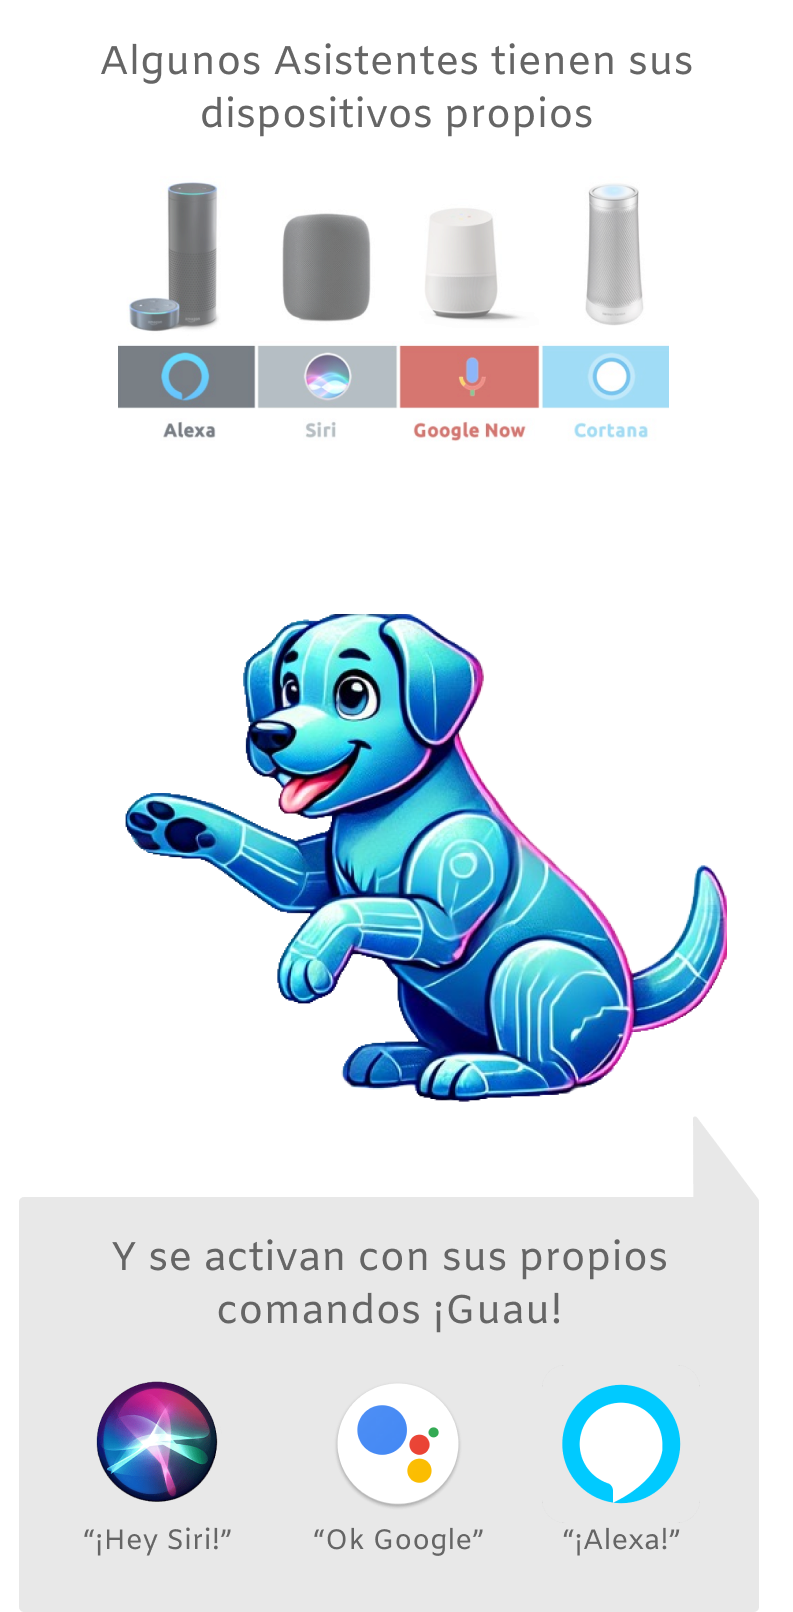 Algunos Asistentes tienen sus
dispositivos propios
Alexa
Siri
Google Now
Cortana
Y se activan con sus propios
comandos ¡Guau!
“¡Hey Siri!”
“Ok Google”
“¡Alexa!”